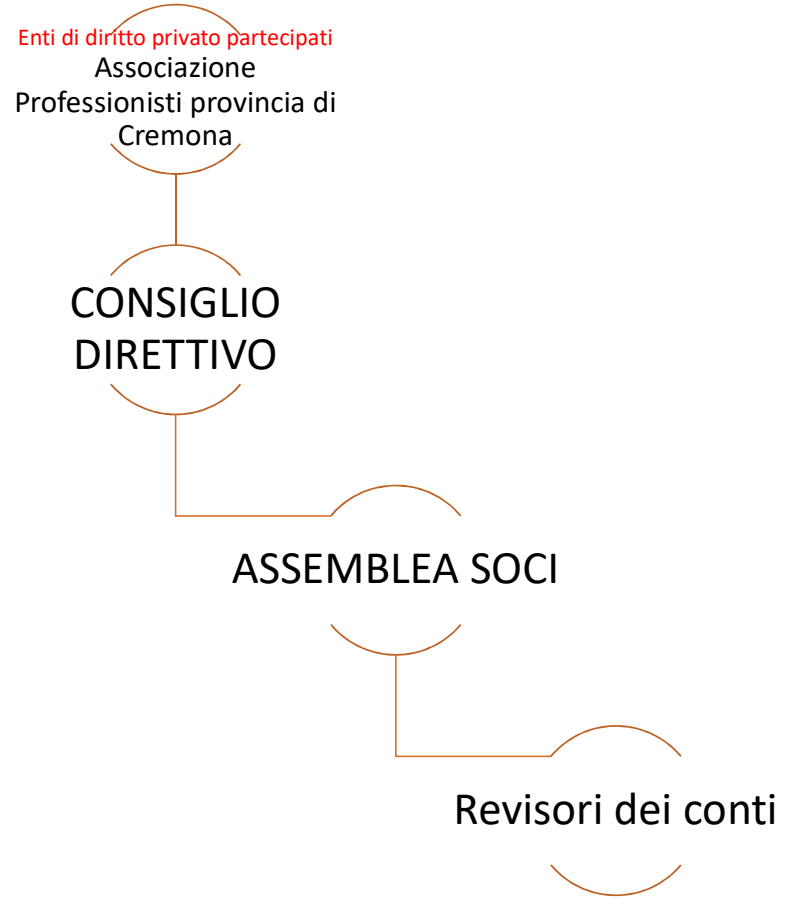 Enti di diritto privato partecipati
Associazione
Professionisti provincia di
Cremona
CONSIGLIO
DIRETTIVO
ASSEMBLEA SOCI
Revisori dei conti